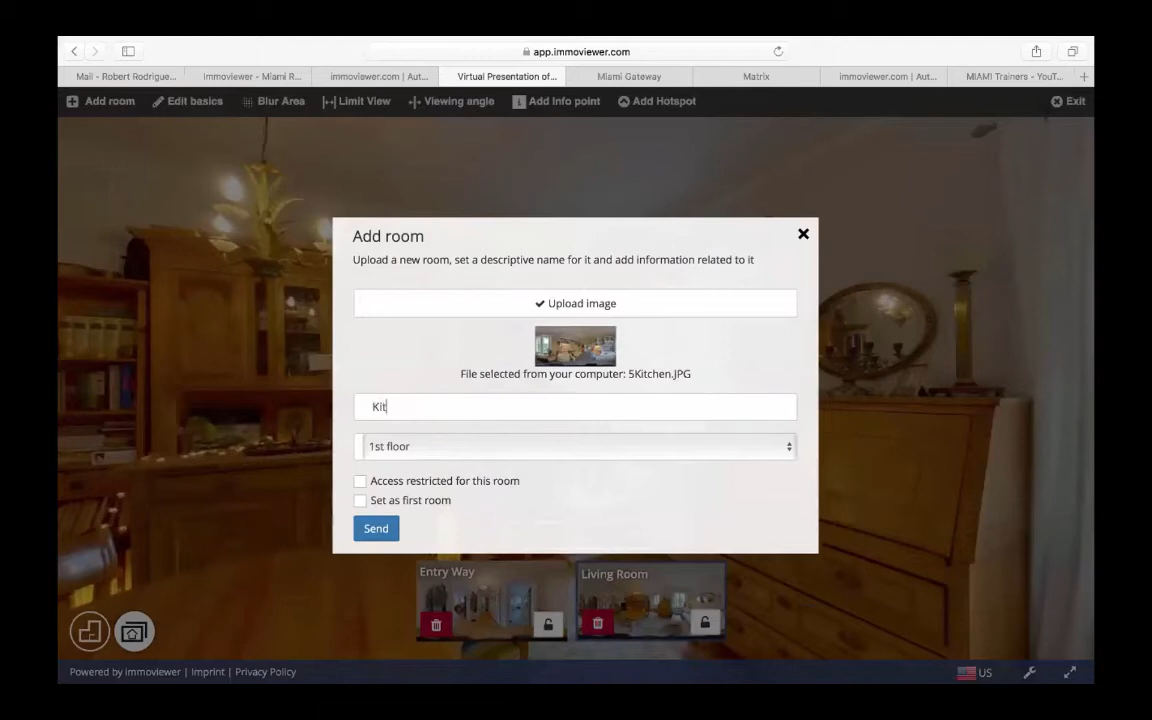 app.immoviewer.com
Mail - Robert Rodrigue... Immoviewer - Miami R... immoviewer.com | Aut... Virtual Presentation of... Miami Gateway Matrix immoviewer.com | Aut... MIAMI Trainers - YouT...
Add room Edit basics Blur Area Limit View Viewing angle Add Info point Add Hotspot Exit
Add room
Upload a new room, set a descriptive name for it and add information related to it
Upload image
File selected from your computer: 5Kitchen.JPG
Kit
1st floor
Access restricted for this room
Set as first room
Send
Entry Way Living Room
Powered by immoviewer | Imprint | Privacy Policy US